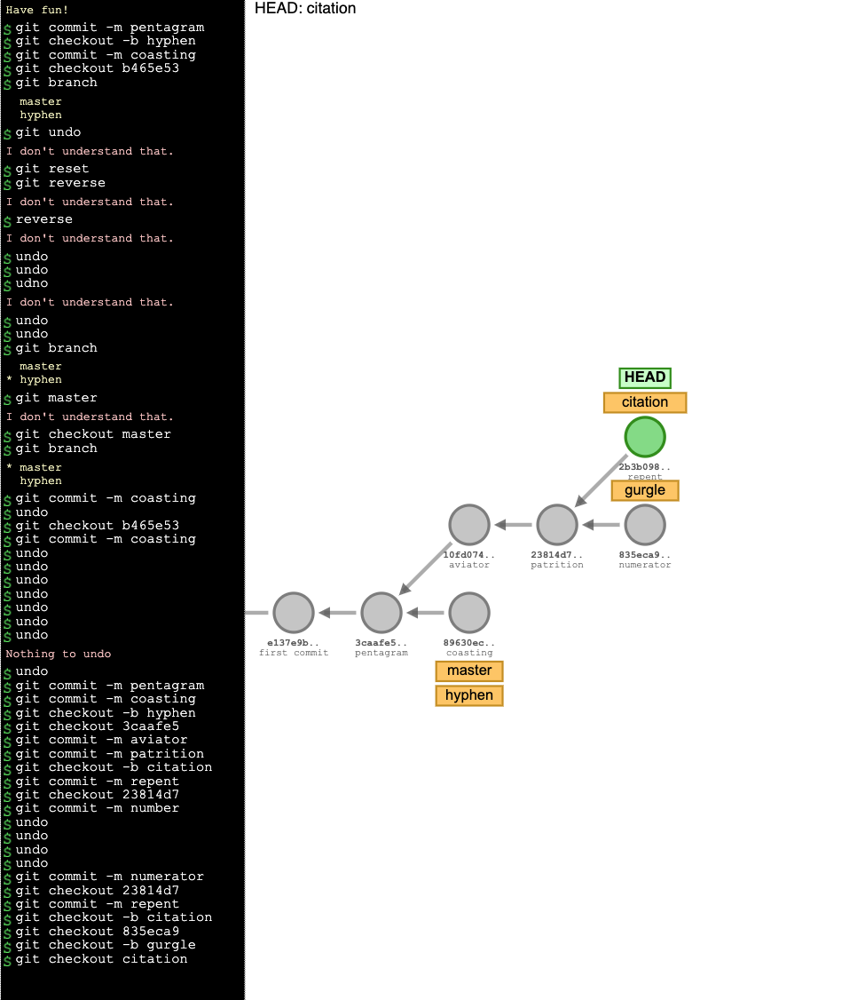 Have fun!
$ git commit -m pentagram
$ git checkout -b hyphen
$ git commit -m coasting
$ git checkout b465e53
$ git branch
master
hyphen
$ git undo
I don't understand that.
$ git reset
$ git reverse
I don't understand that.
$ reverse
I don't understand that.
$ undo
$ undo
$ udno
I don't understand that.
$ undo
$ undo
$ git branch
master
* hyphen
$ git master
I don't understand that.
$ git checkout master
$ git branch
* master
hyphen
$ git commit -m coasting
$ undo
$ git checkout b465e53
$ git commit -m coasting
$ undo
$ undo
$ undo
$ undo
$ undo
$ undo
$ undo
Nothing to undo
$ undo
$ git commit -m pentagram
$ git commit -m coasting
$ git checkout -b hyphen
$ git checkout 3caafe5
$ git commit -m aviator
$ git commit -m patrition
$ git checkout -b citation
$ git commit -m repent
$ git checkout 23814d7
$ git commit -m number
$ undo
$ undo
$ undo
$ undo
$ git commit -m numerator
$ git checkout 23814d7
$ git commit -m repent
$ git checkout -b citation
$ git checkout 835eca9
$ git checkout -b gurgle
$ git checkout citation
HEAD: citation
HEAD
citation
2b3b098..
repent
gurgle
10fd074.. 23814d7.. 835eca9..
aviator patrition numerator
e137e9b.. 3caafe5.. 89630ec..
first commit pentagram coasting
master
hyphen